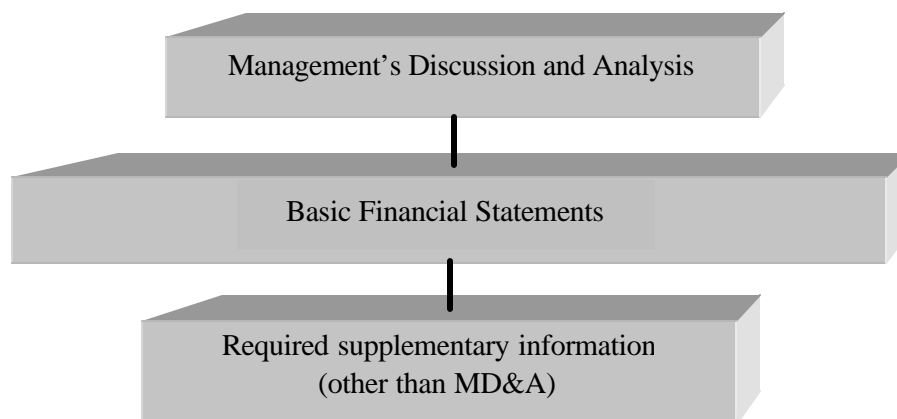 Management’s Discussion and Analysis
Basic Financial Statements
Required supplementary information
(other than MD&A)